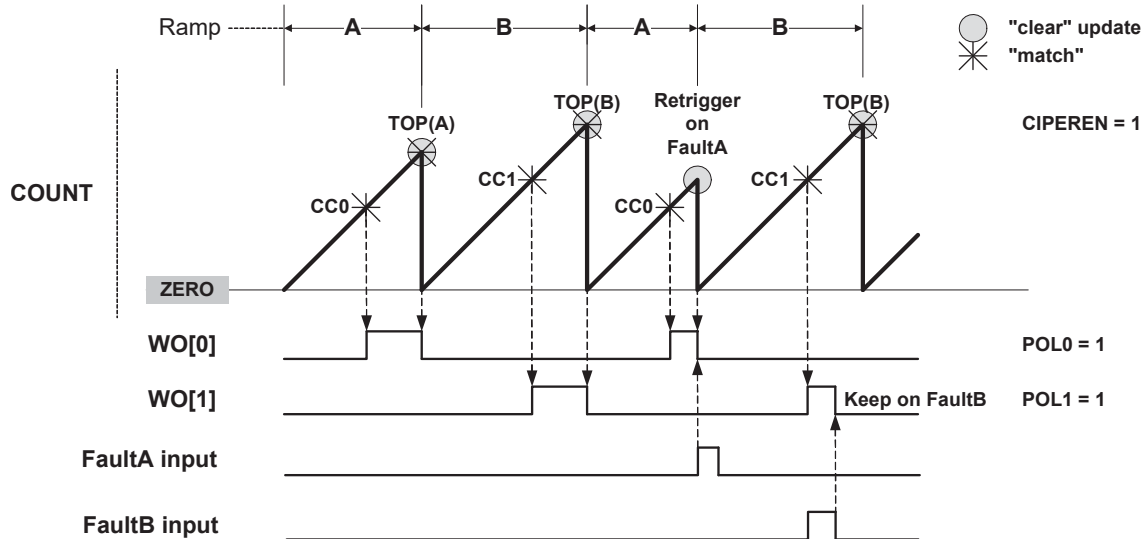 Ramp A B A B "clear" update
"match"
TOP(A) TOP(B) Retrigger on FaultA TOP(B) CIPEREN = 1
COUNT CC0 CC1 CC0 CC1
ZERO
WO[0] POL0 = 1
WO[1] Keep on FaultB POL1 = 1
FaultA input
FaultB input